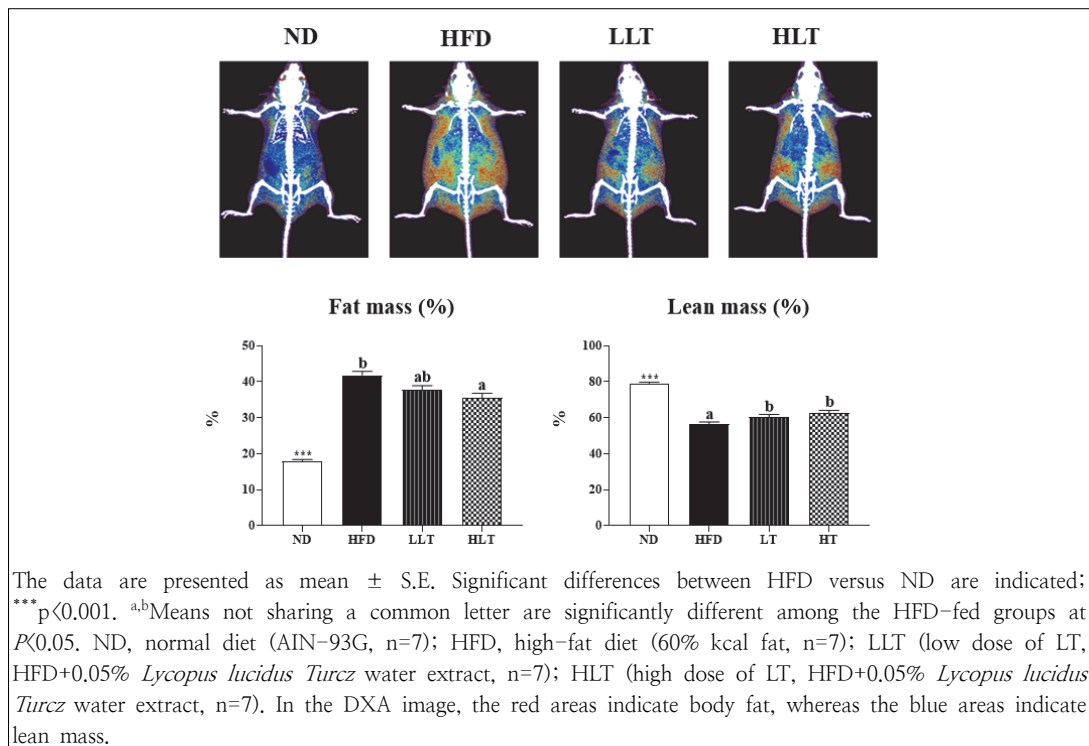 ND HFD LLT HLT
Fat mass (%) Lean mass (%)
50
40
30
20
10
0
%
***
b
ab
a
ND HFD LLT HLT
100
80
60
40
20
0
%
***
a
b
b
ND HFD LT HT
The data are presented as mean ± S.E. Significant differences between HFD versus ND are indicated;
***p<0.001. a,bMeans not sharing a common letter are significantly different among the HFD-fed groups at
P<0.05. ND, normal diet (AIN-93G, n=7); HFD, high-fat diet (60% kcal fat, n=7); LLT (low dose of LT,
HFD+0.05% Lycopus lucidus Turcz water extract, n=7); HLT (high dose of LT, HFD+0.05% Lycopus lucidus
Turcz water extract, n=7). In the DXA image, the red areas indicate body fat, whereas the blue areas indicate
lean mass.